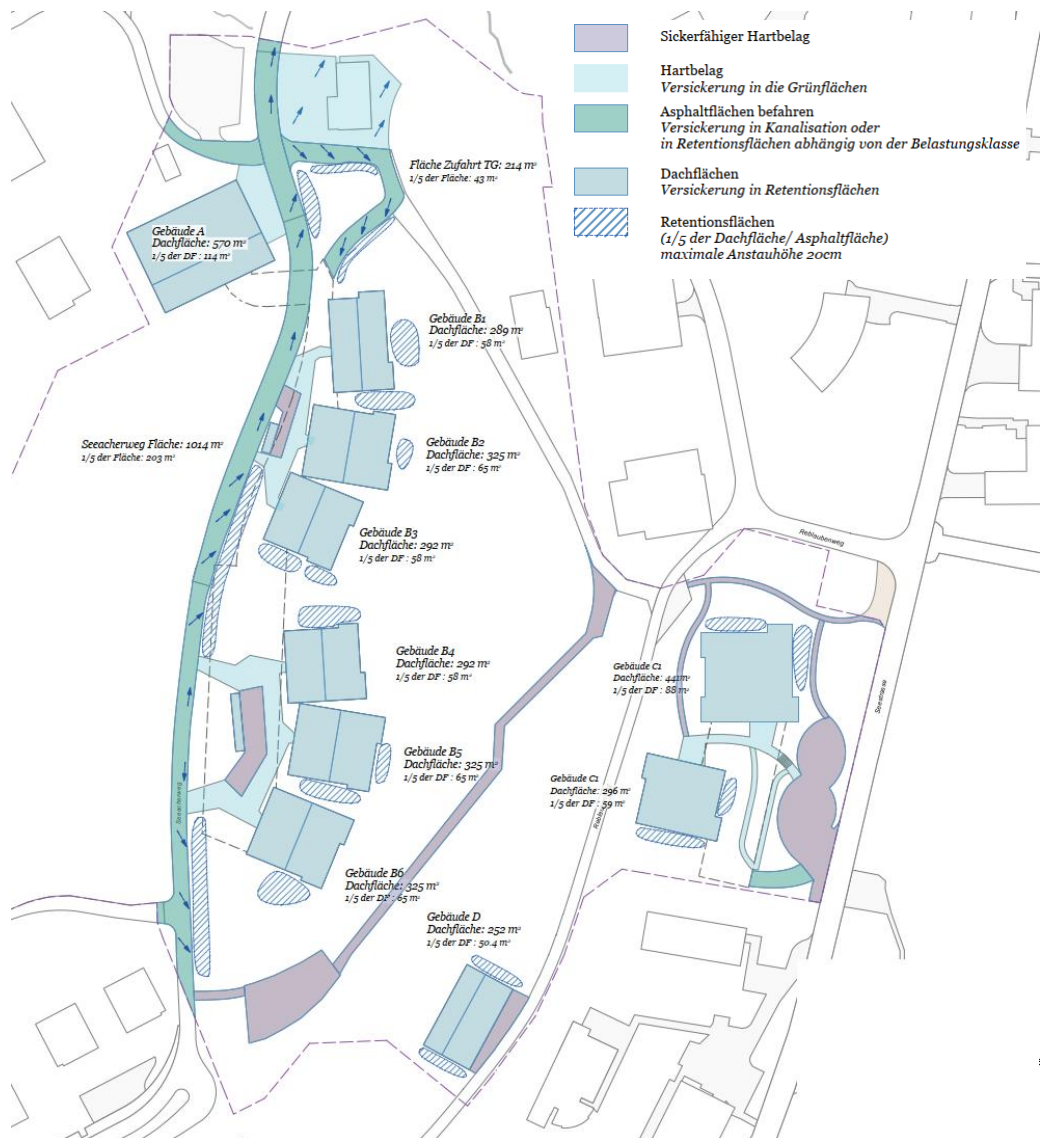 Sickerfähiger Hartbelag
Hartbelag
Versickerung in die Grünflächen
Asphaltflächen befahren
Versickerung in Kanalisation oder
in Retentionsflächen abhängig von der Belastungsklasse
Dachflächen
Versickerung in Retentionsflächen
Retentionsflächen
(1/5 der Dachfläche/ Asphaltfläche)
maximale Anstauhöhe 20cm
Fläche Zufahrt TG: 214 m²
1/5 der Fläche: 43 m²
Gebäude A
Dachfläche: 570 m²
1/5 der DF : 114 m²
Gebäude B1
Dachfläche: 289 m²
1/5 der DF : 58 m²
Seeacherweg Fläche: 1014 m²
1/5 der Fläche: 203 m²
Gebäude B2
Dachfläche: 325 m²
1/5 der DF : 65 m²
Gebäude B3
Dachfläche: 292 m²
1/5 der DF : 58 m²
Reblaubenweg
Gebäude B4
Dachfläche: 292 m²
1/5 der DF : 58 m²
Gebäude C1
Dachfläche: 441m²
1/5 der DF : 88 m²
Seestrasse
Gebäude B5
Dachfläche: 325 m²
1/5 der DF : 65 m²
Gebäude C1
Dachfläche: 296 m²
1/5 der DF : 59 m²
Seeacherweg
Gebäude B6
Dachfläche: 325 m²
1/5 der DF : 65 m²
Gebäude D
Dachfläche: 252 m²
1/5 der DF : 50.4 m²